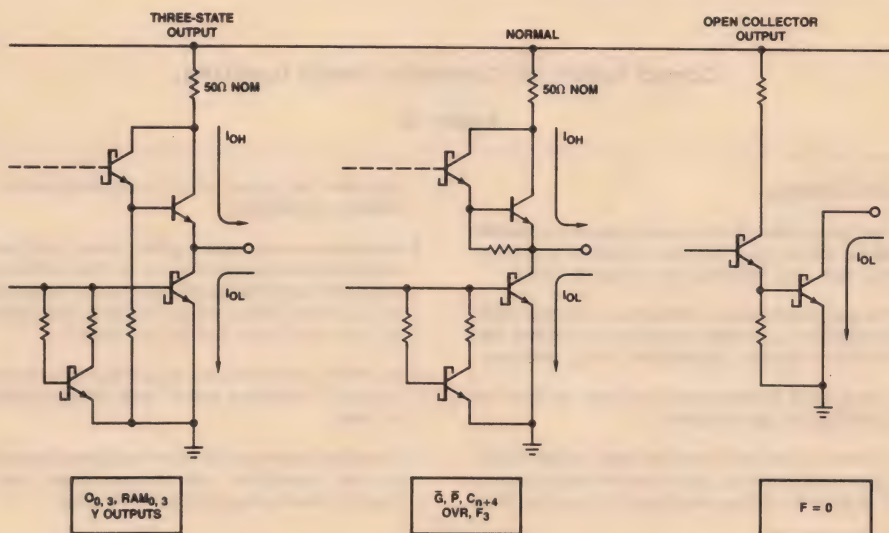 THREE-STATE
OUTPUT
NORMAL
OPEN COLLECTOR
OUTPUT
50Ω NOM
50Ω NOM
IOH
IOH
IOL
IOL
IOL
O0, 3, RAM0, 3
Y OUTPUTS
G̅, P̅, Cn+4
OVR, F3
F = 0